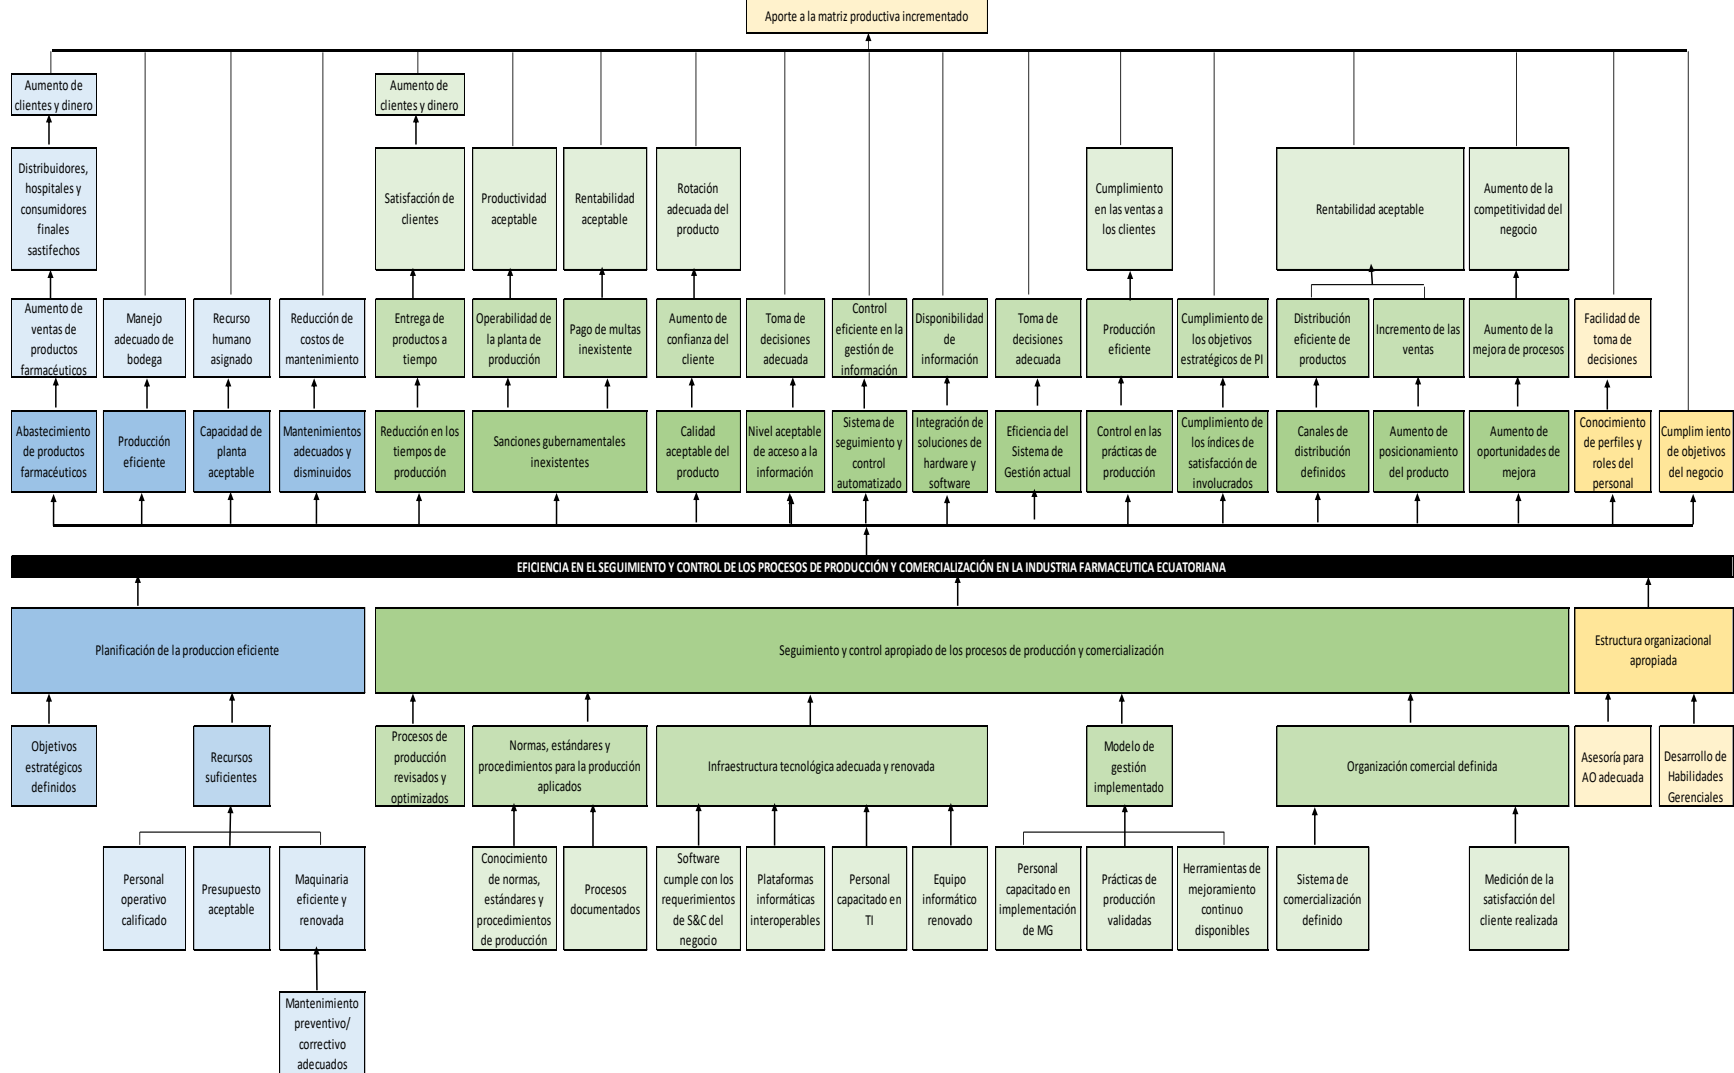 Aporte a la matriz productiva incrementado
Aumento de
clientes y dinero
Aumento de
clientes y dinero
Distribuidores,
hospitales y
consumidores
finales
sastifechos
Satisfacción de
clientes
Productividad
aceptable
Rentabilidad
aceptable
Rotación
adecuada del
producto
Cumplimiento
en las ventas a
los clientes
Rentabilidad aceptable
Aumento de la
competitividad del
negocio
Aumento de
ventas de
productos
farmacéuticos
Manejo
adecuado de
bodega
Recurso
humano
asignado
Reducción de
costos de
mantenimiento
Entrega de
productos a
tiempo
Operabilidad de
la planta de
producción
Pago de multas
inexistente
Aumento de
confianza del
cliente
Toma de
decisiones
adecuada
Control
eficiente en la
gestión de
información
Disponibilidad
de
información
Toma de
decisiones
adecuada
Producción
eficiente
Cumplimiento de
los objetivos
estratégicos de PI
Distribución
eficiente de
productos
Incremento de las
ventas
Aumento de la
mejora de procesos
Facilidad de
toma de
decisiones
Abastecimiento
de productos
farmacéuticos
Producción
eficiente
Capacidad de
planta
aceptable
Mantenimientos
adecuados y
disminuidos
Reducción en los
tiempos de
producción
Sanciones gubernamentales
inexistentes
Calidad
aceptable del
producto
Nivel aceptable
de acceso a la
información
Sistema de
seguimiento y
control
automatizado
Integración de
soluciones de
hardware y
software
Eficiencia del
Sistema de
Gestión actual
Control en las
prácticas de
producción
Cumplimiento de
los índices de
satisfacción de
involucrados
Canales de
distribución
definidos
Aumento de
posicionamiento
del producto
Aumento de
oportunidades de
mejora
Conocimiento
de perfiles y
roles del
personal
Cumplim iento
de objetivos
del negocio
EFICIENCIA EN EL SEGUIMIENTO Y CONTROL DE LOS PROCESOS DE PRODUCCIÓN Y COMERCIALIZACIÓN EN LA INDUSTRIA FARMACEUTICA ECUATORIANA
Planificación de la produccion eficiente
Seguimiento y control apropiado de los procesos de producción y comercialización
Estructura organizacional
apropiada
Objetivos
estratégicos
definidos
Recursos
suficientes
Procesos de
producción
revisados y
optimizados
Normas, estándares y
procedimientos para la producción
aplicados
Infraestructura tecnológica adecuada y renovada
Modelo de
gestión
implementado
Organización comercial definida
Asesoría para
AO adecuada
Desarrollo de
Habilidades
Gerenciales
Personal
operativo
calificado
Presupuesto
aceptable
Maquinaria
eficiente y
renovada
Conocimiento
de normas,
estándares y
procedimientos
de producción
Procesos
documentados
Software
cumple con los
requerimientos
de S&C del
negocio
Plataformas
informáticas
interoperables
Personal
capacitado en
TI
Equipo
informático
renovado
Personal
capacitado en
implementación
de MG
Prácticas de
producción
validadas
Herramientas de
mejoramiento
continuo
disponibles
Sistema de
comercialización
definido
Medición de la
satisfacción del
cliente realizada
Mantenimiento
preventivo/
correctivo
adecuados